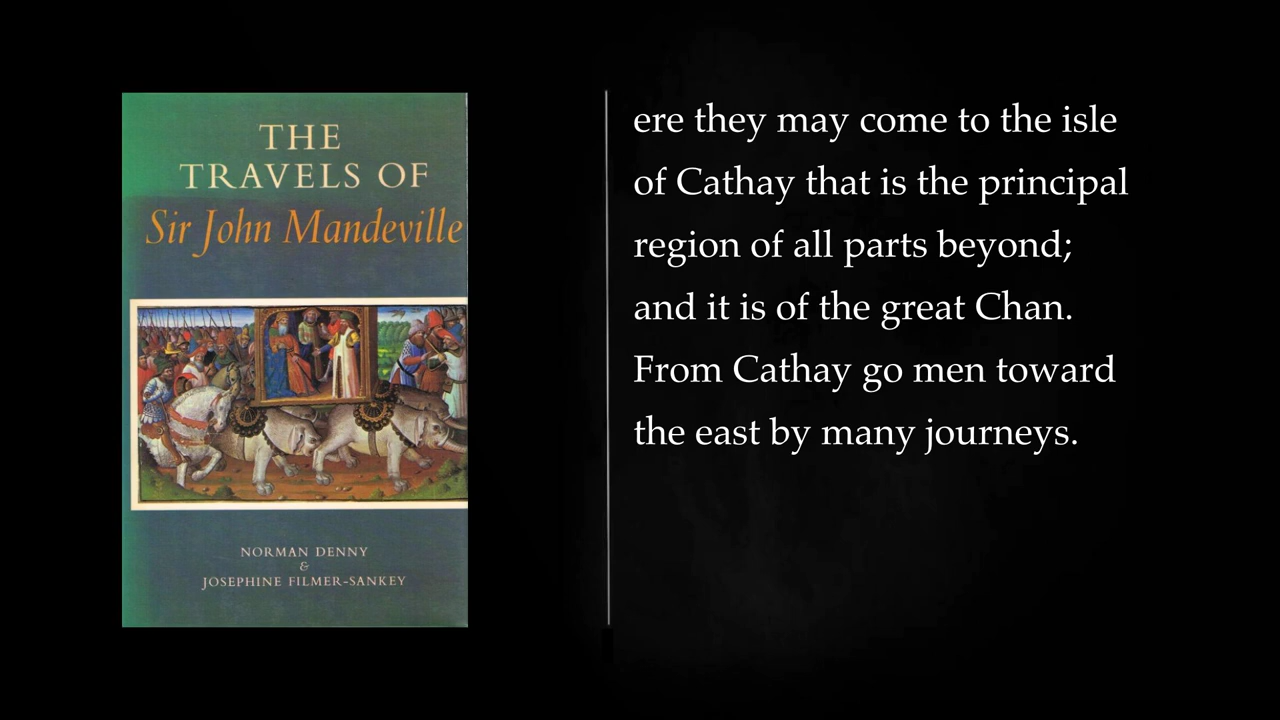 THE
TRAVELS OF
Sir John Mandeville
NORMAN DENNY
&
JOSEPHINE FILMER-SANKEY
ere they may come to the isle
of Cathay that is the principal
region of all parts beyond;
and it is of the great Chan.
From Cathay go men toward
the east by many journeys.